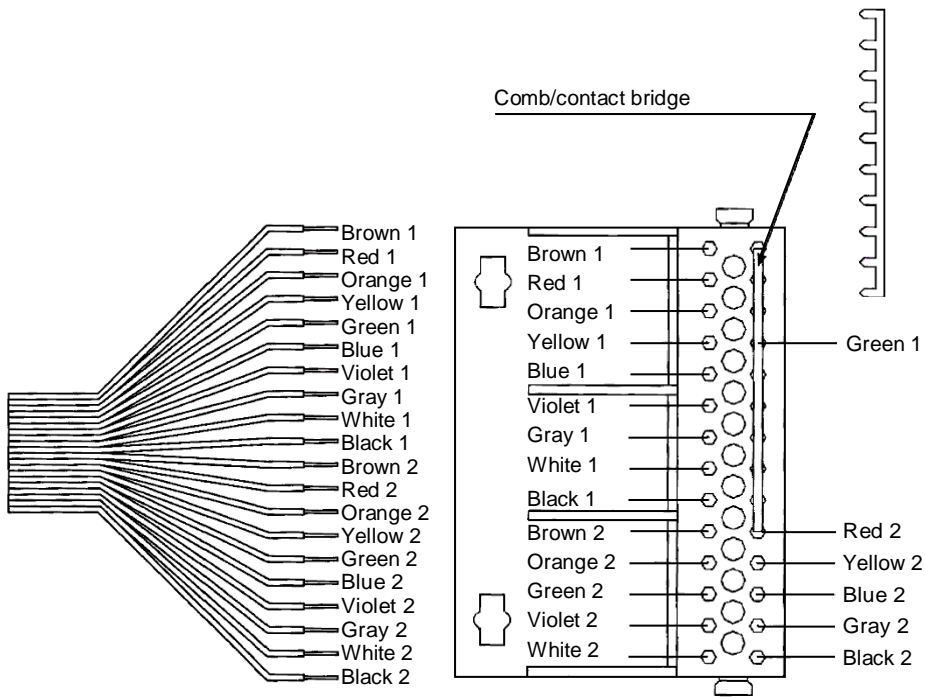 Comb/contact bridge
Brown 1
Red 1
Orange 1
Yellow 1
Green 1
Blue 1
Violet 1
Gray 1
White 1
Black 1
Brown 2
Red 2
Orange 2
Yellow 2
Green 2
Blue 2
Violet 2
Gray 2
White 2
Black 2
Brown 1
Red 1
Orange 1
Yellow 1
Blue 1
Violet 1
Gray 1
White 1
Black 1
Brown 2
Orange 2
Green 2
Violet 2
White 2
Green 1
Red 2
Yellow 2
Blue 2
Gray 2
Black 2